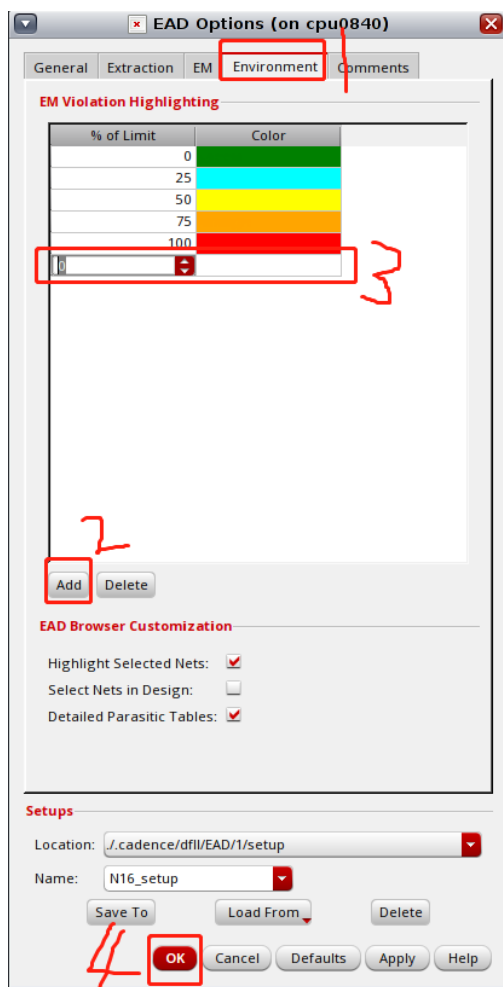 EAD Options (on cpu0840)
General Extraction EM Environment Comments
1
EM Violation Highlighting
% of Limit Color
0
25
50
75
100
0
3
2
Add Delete
EAD Browser Customization
Highlight Selected Nets:
Select Nets in Design:
Detailed Parasitic Tables:
Setups
Location: ./.cadence/dfII/EAD/1/setup
Name: N16_setup
Save To Load From Delete
4
OK Cancel Defaults Apply Help